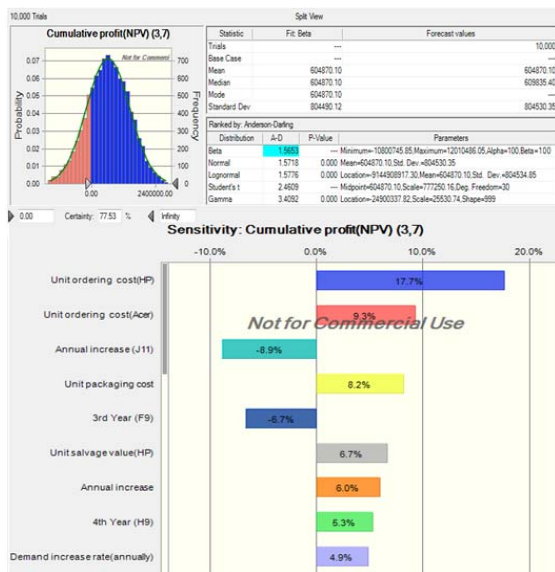 10,000 Trials Split View
Cumulative profit(NPV) (3,7)
Not for Commerci
0.07
0.06
0.05
0.04
0.03
0.02
0.01
0.00
Probability
700
600
500
400
300
200
100
0
Frequency
0.00 2400000.00
Statistic Fit: Beta Forecast values
Trials --- 10,000
Base Case --- ---
Mean 604870.10 604870.10
Median 604870.10 609835.40
Mode 604870.10 ---
Standard Dev 804490.12 804530.35
Ranked by: Anderson-Darling
Distribution A-D P-Value Parameters
Beta 1.5653 --- Minimum=-10800745.85,Maximum=12010486.05,Alpha=100,Beta=100
Normal 1.5718 0.000 Mean=604870.10,Std. Dev.=804530.35
Lognormal 1.5776 0.000 Location=-9144908917.30,Mean=604870.10,Std. Dev.=804534.85
Student's t 2.4609 --- Midpoint=604870.10,Scale=777250.16,Deg. Freedom=30
Gamma 3.4092 0.000 Location=-24900337.82,Scale=25530.74,Shape=999
0.00 Certainty: 77.53 % Infinity
Sensitivity: Cumulative profit(NPV) (3,7)
-10.0% 0.0% 10.0% 20.0%
Unit ordering cost(HP) 17.7%
Unit ordering cost(Acer) 9.3%
Not for Commercial Use
Annual increase (J11) -8.9%
Unit packaging cost 8.2%
3rd Year (F9) -6.7%
Unit salvage value(HP) 6.7%
Annual increase 6.0%
4th Year (H9) 5.3%
Demand increase rate(annually) 4.9%